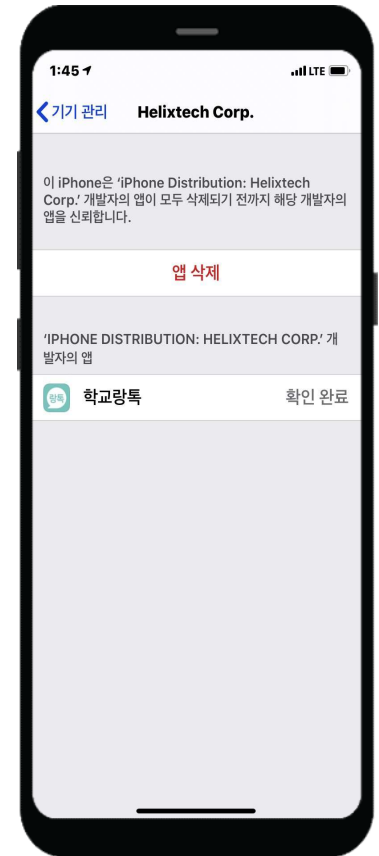 1:45 LTE
기기 관리 Helixtech Corp.
이 iPhone은 ‘iPhone Distribution: Helixtech
Corp.’ 개발자의 앱이 모두 삭제되기 전까지 해당 개발자의
앱을 신뢰합니다.
앱 삭제
‘IPHONE DISTRIBUTION: HELIXTECH CORP.’ 개
발자의 앱
랑톡 학교랑톡 확인 완료